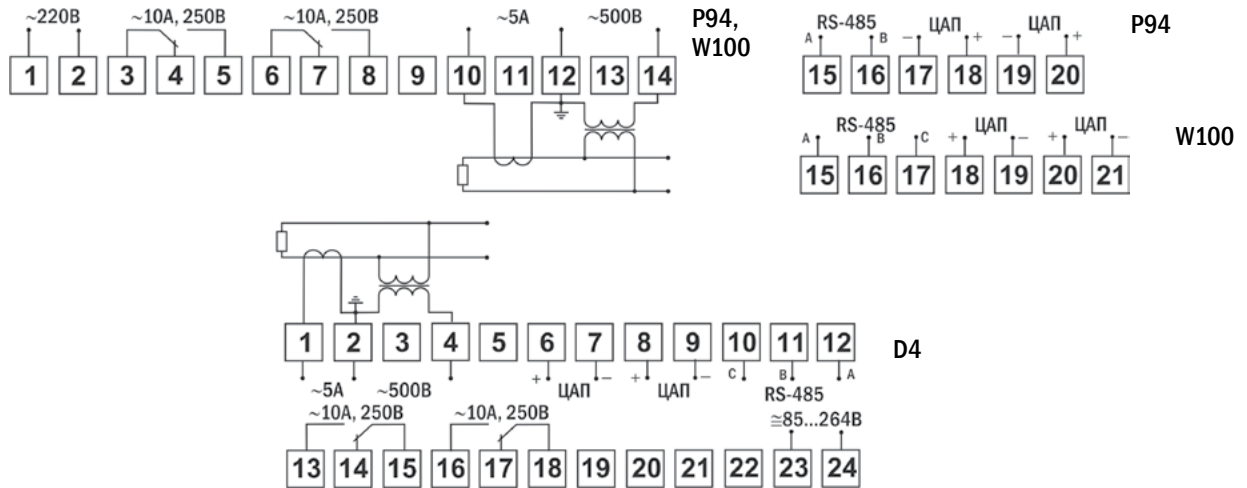 ~220В ~10А, 250В ~10А, 250В ~5А ~500В
P94,
W100
1 2 3 4 5 6 7 8 9 10 11 12 13 14
RS-485 ЦАП ЦАП
P94
A B − + − +
15 16 17 18 19 20
RS-485 ЦАП ЦАП
W100
A B C + − + −
15 16 17 18 19 20 21
1 2 3 4 5 6 7 8 9 10 11 12
D4
+ − + − C B A
~5А ~500В ЦАП ЦАП RS-485
~10А, 250В ~10А, 250В ≅85...264В
13 14 15 16 17 18 19 20 21 22 23 24